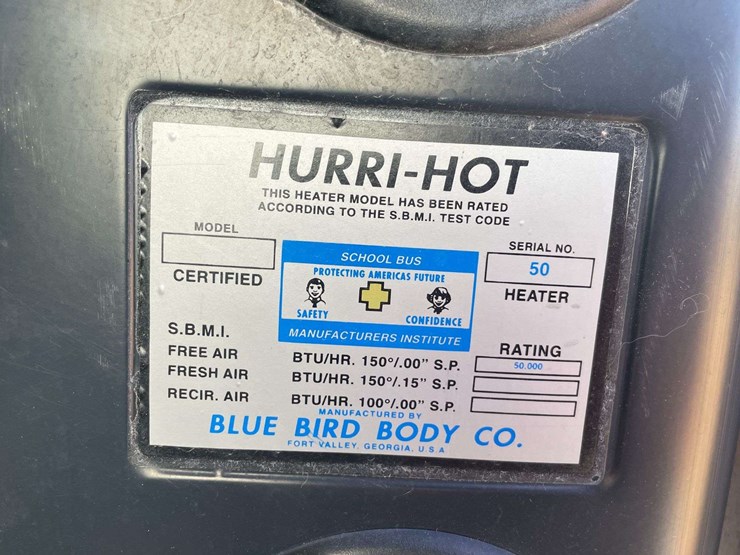 HURRI-HOT
THIS HEATER MODEL HAS BEEN RATED
ACCORDING TO THE S.B.M.I. TEST CODE
MODEL
CERTIFIED
SCHOOL BUS
PROTECTING AMERICAS FUTURE
SAFETY
CONFIDENCE
MANUFACTURERS INSTITUTE
SERIAL NO.
50
HEATER
S.B.M.I.
RATING
FREE AIR BTU/HR. 150°/.00" S.P. 50.000
FRESH AIR BTU/HR. 150°/.15" S.P.
RECIR. AIR BTU/HR. 100°/.00" S.P.
MANUFACTURED BY
BLUE BIRD BODY CO.
FORT VALLEY, GEORGIA, U.S.A